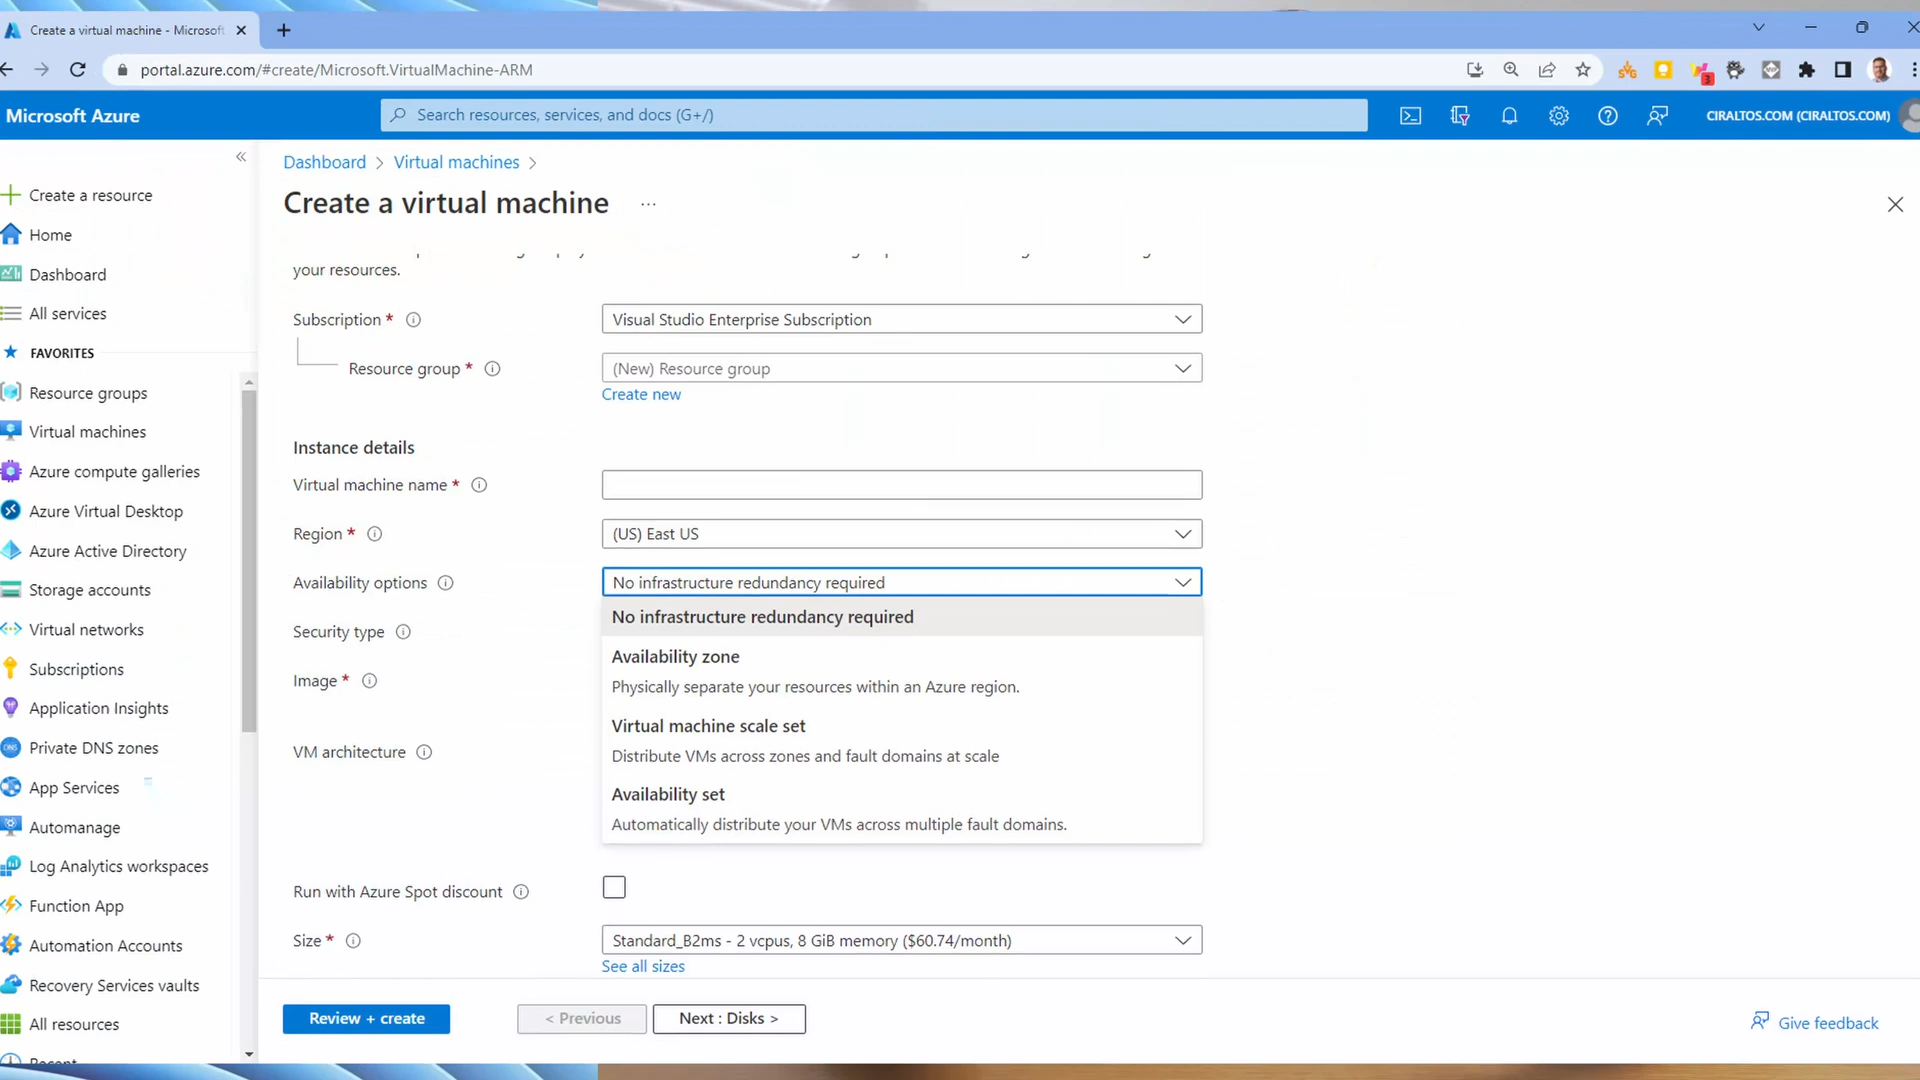 Create a virtual machine - Microsoft
portal.azure.com/#create/Microsoft.VirtualMachine-ARM
3
Microsoft Azure
Search resources, services, and docs (G+/)
CIRALTOS.COM (CIRALTOS.COM)
Create a resource
Home
Dashboard
All services
FAVORITES
Resource groups
Virtual machines
Azure compute galleries
Azure Virtual Desktop
Azure Active Directory
Storage accounts
Virtual networks
Subscriptions
Application Insights
Private DNS zones
App Services
Automanage
Log Analytics workspaces
Function App
Automation Accounts
Recovery Services vaults
All resources
Recent
Dashboard > Virtual machines >
Create a virtual machine ...
your resources.
Subscription *
Visual Studio Enterprise Subscription
Resource group *
(New) Resource group
Create new
Instance details
Virtual machine name *
Region *
(US) East US
Availability options
No infrastructure redundancy required
No infrastructure redundancy required
Availability zone
Physically separate your resources within an Azure region.
Virtual machine scale set
Distribute VMs across zones and fault domains at scale
Availability set
Automatically distribute your VMs across multiple fault domains.
Security type
Image *
VM architecture
Run with Azure Spot discount
Size *
Standard_B2ms - 2 vcpus, 8 GiB memory ($60.74/month)
See all sizes
Review + create
< Previous
Next : Disks >
Give feedback